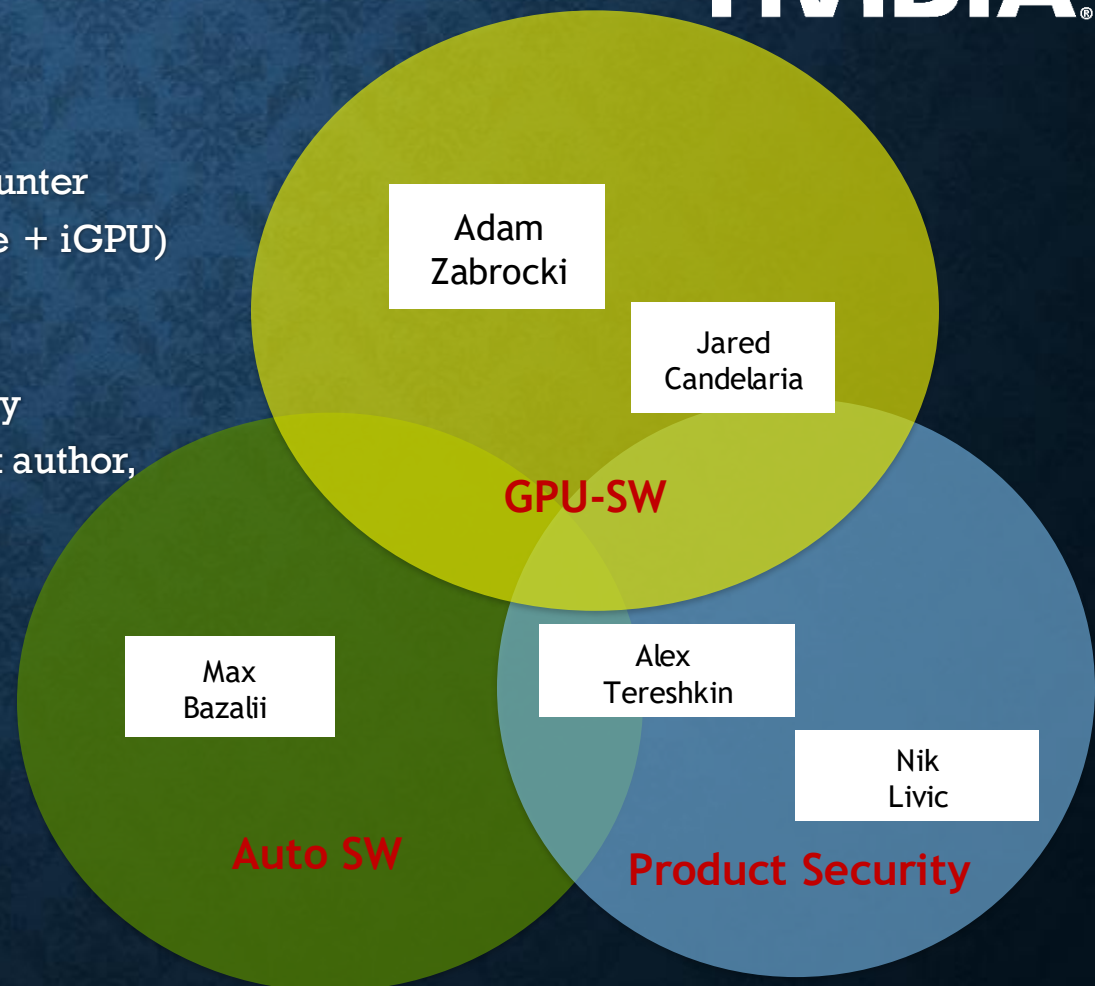 NVIDIA®
unter
e + iGPU)
y
t author,
Adam
Zabrocki
Jared
Candelaria
GPU-SW
Max
Bazalii
Alex
Tereshkin
Nik
Livic
Auto SW
Product Security